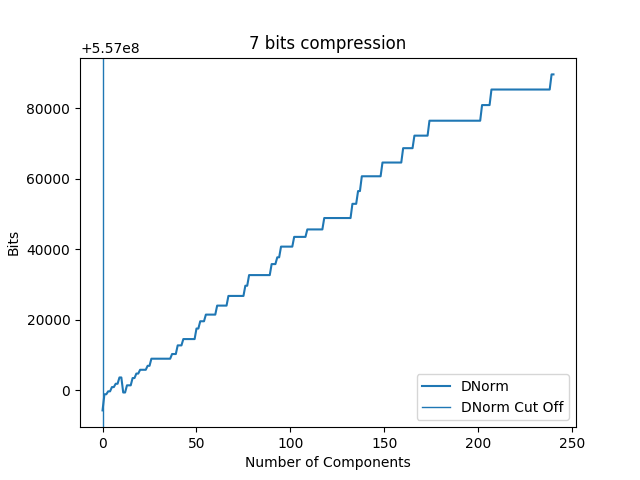 7 bits compression
+5.57e8
80000
60000
40000
20000
0
Bits
0 50 100 150 200 250
Number of Components
DNorm
DNorm Cut Off